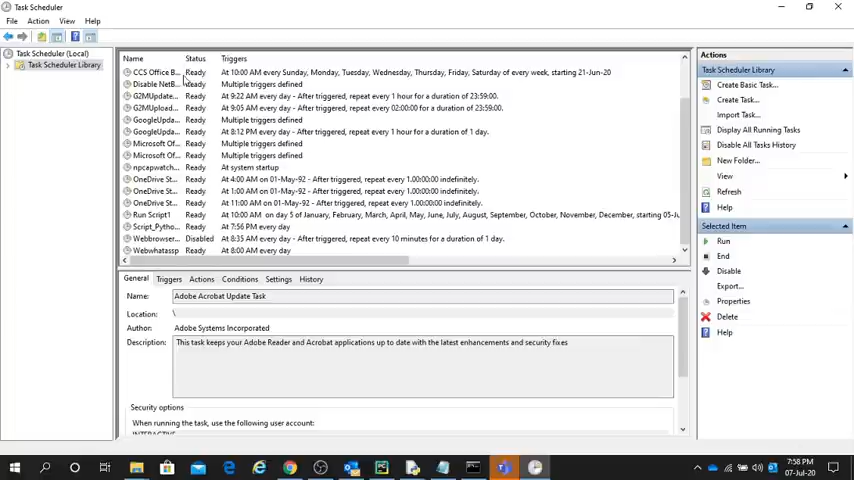 Task Scheduler
File Action View Help
Task Scheduler (Local)
Task Scheduler Library
Name Status Triggers
CCS Office B... Ready At 10:00 AM every Sunday, Monday, Tuesday, Wednesday, Thursday, Friday, Saturday of every week, starting 21-Jun-20
Disable NetB... Ready Multiple triggers defined
G2MUpdate... Ready At 9:22 AM every day - After triggered, repeat every 1 hour for a duration of 23:59:00.
G2MUpload... Ready At 9:05 AM every day - After triggered, repeat every 02:00:00 for a duration of 23:59:00.
GoogleUpda... Ready Multiple triggers defined
GoogleUpda... Ready At 8:12 PM every day - After triggered, repeat every 1 hour for a duration of 1 day.
Microsoft Of... Ready Multiple triggers defined
Microsoft Of... Ready Multiple triggers defined
npcapwatch... Ready At system startup
OneDrive St... Ready At 4:00 AM on 01-May-92 - After triggered, repeat every 1.00:00:00 indefinitely.
OneDrive St... Ready At 1:00 AM on 01-May-92 - After triggered, repeat every 1.00:00:00 indefinitely.
OneDrive St... Ready At 11:00 AM on 01-May-92 - After triggered, repeat every 1.00:00:00 indefinitely.
Run Script1 Ready At 10:00 AM on day 5 of January, February, March, April, May, June, July, August, September, October, November, December, starting 05-Ju
Script_Pytho... Ready At 7:56 PM every day
Webbrowser... Disabled At 8:35 AM every day - After triggered, repeat every 10 minutes for a duration of 1 day.
Webwhatassp Ready At 8:00 AM every day
General Triggers Actions Conditions Settings History
Name: Adobe Acrobat Update Task
Location: \
Author: Adobe Systems Incorporated
Description: This task keeps your Adobe Reader and Acrobat applications up to date with the latest enhancements and security fixes
Security options
When running the task, use the following user account:
INTERACTIVE
Actions
Task Scheduler Library
Create Basic Task...
Create Task...
Import Task...
Display All Running Tasks
Disable All Tasks History
New Folder...
View
Refresh
Help
Selected Item
Run
End
Disable
Export...
Properties
Delete
Help
7:58 PM
07-Jul-20